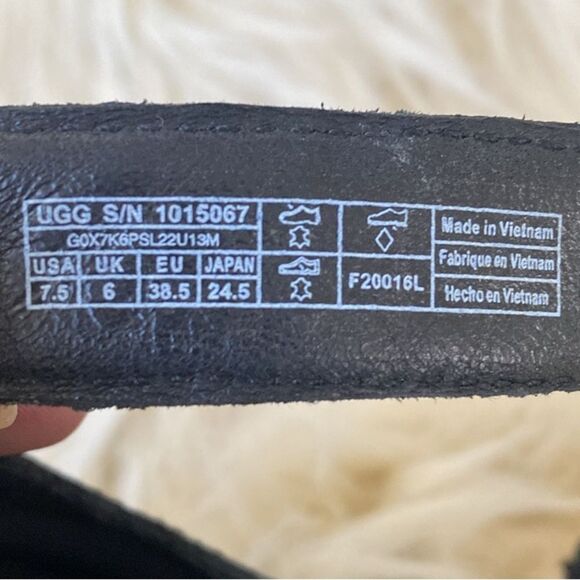 UGG S/N 1015067
G0X7K6PSL22U13M
USA UK EU JAPAN
7.5 6 38.5 24.5
F20016L
Made in Vietnam
Fabrique en Vietnam
Hecho en Vietnam